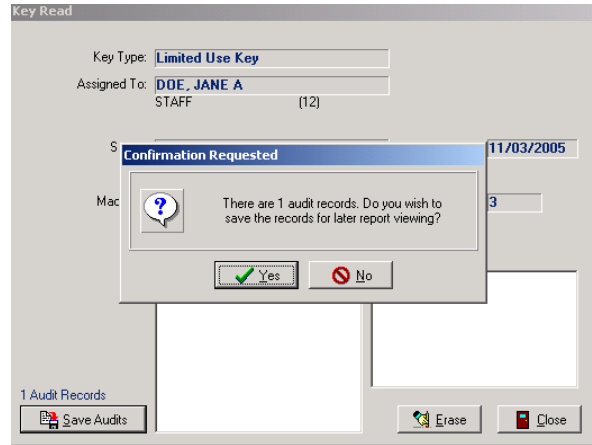 Key Read
Key Type: Limited Use Key
Assigned To: DOE, JANE A
STAFF (12)
S 11/03/2005
Confirmation Requested
Mac 3
There are 1 audit records. Do you wish to
save the records for later report viewing?
Yes No
1 Audit Records
Save Audits Erase Close